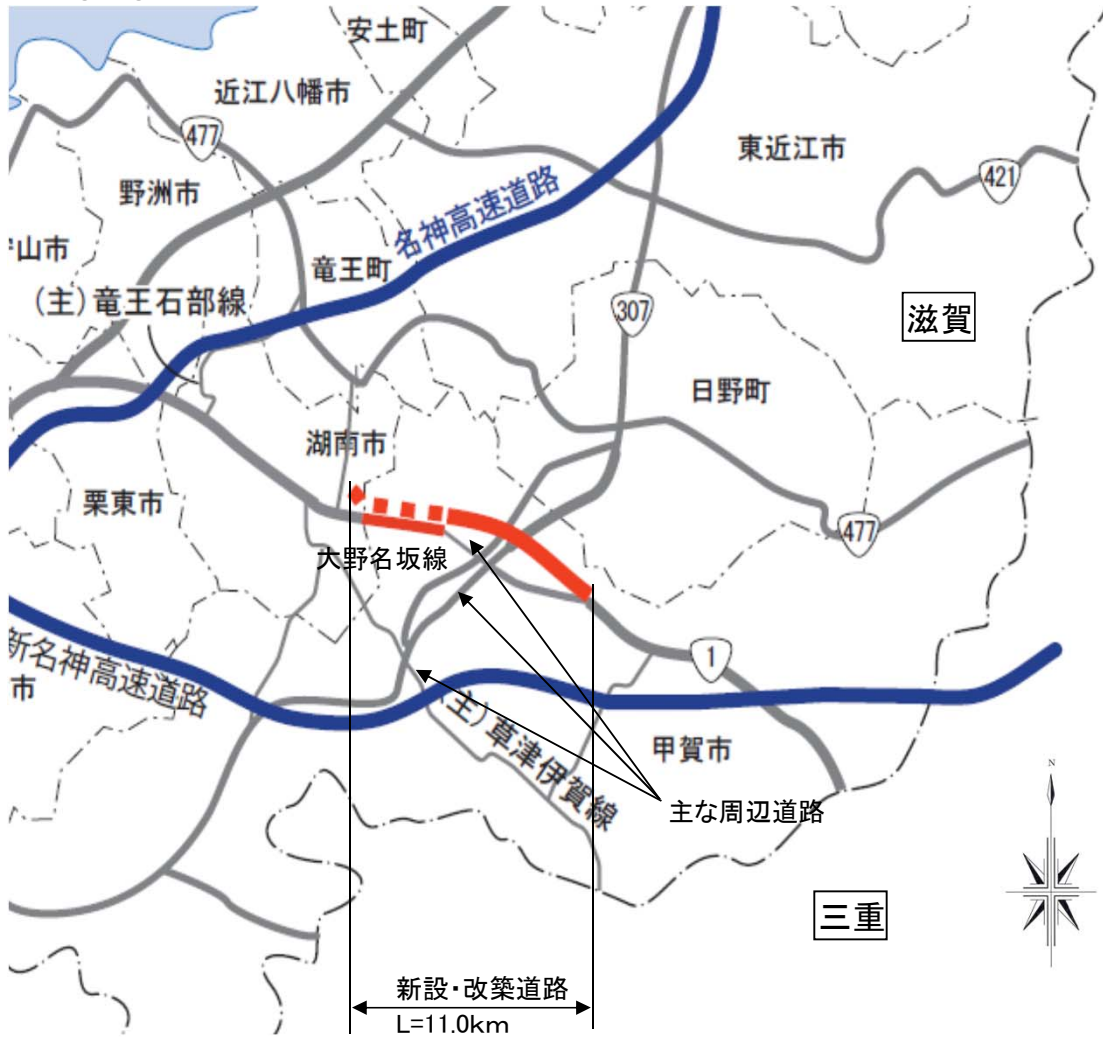 安土町
近江八幡市
477
東近江市
421
野洲市
名神高速道路
山市
竜王町
(主)竜王石部線
307
滋賀
日野町
湖南市
栗東市
477
大野名坂線
1
新名神高速道路
市
(主)草津伊賀線
甲賀市
主な周辺道路
N
三重
新設・改築道路
L=11.0km